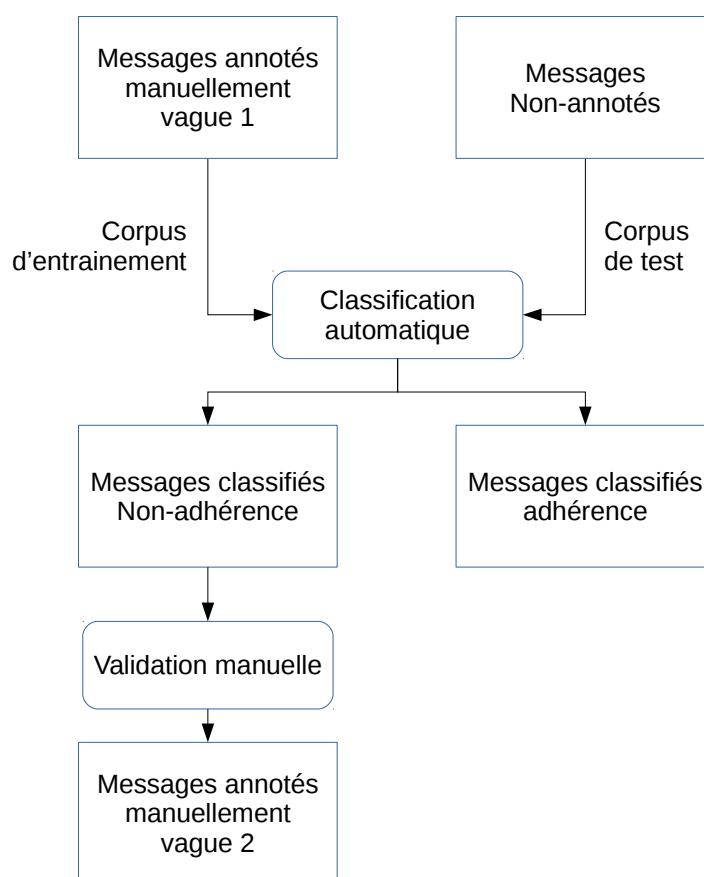 Messages annotés
manuellement
vague 1
Messages
Non-annotés
Corpus
d’entrainement
Corpus
de test
Classification
automatique
Messages classifiés
Non-adhérence
Messages classifiés
adhérence
Validation manuelle
Messages annotés
manuellement
vague 2